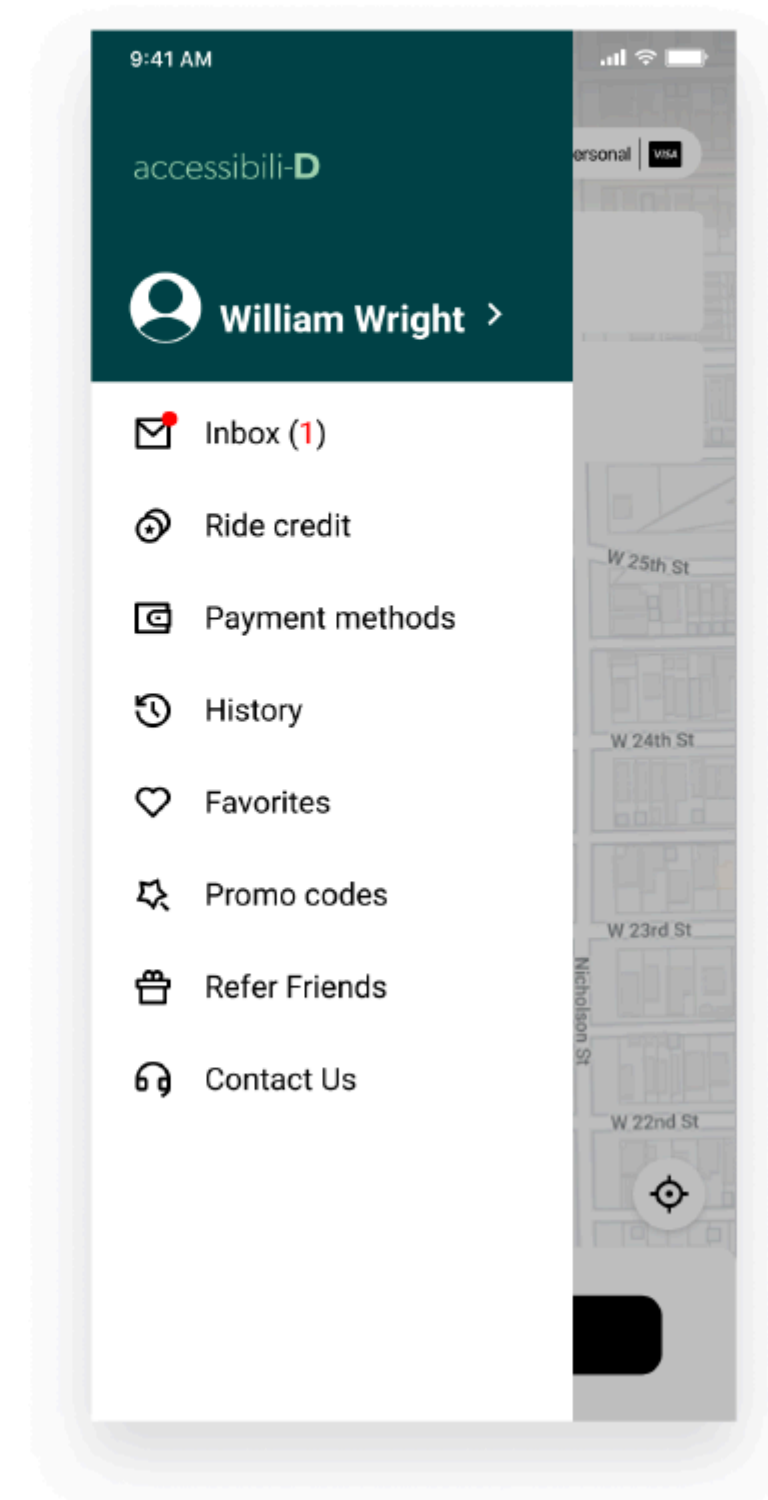 9:41 AM
accessibili-D
ersonal
VISA
William Wright
Inbox (1)
Ride credit
Payment methods
History
Favorites
Promo codes
Refer Friends
Contact Us
W 25th St
W 24th St
W 23rd St
Nicholson St
W 22nd St